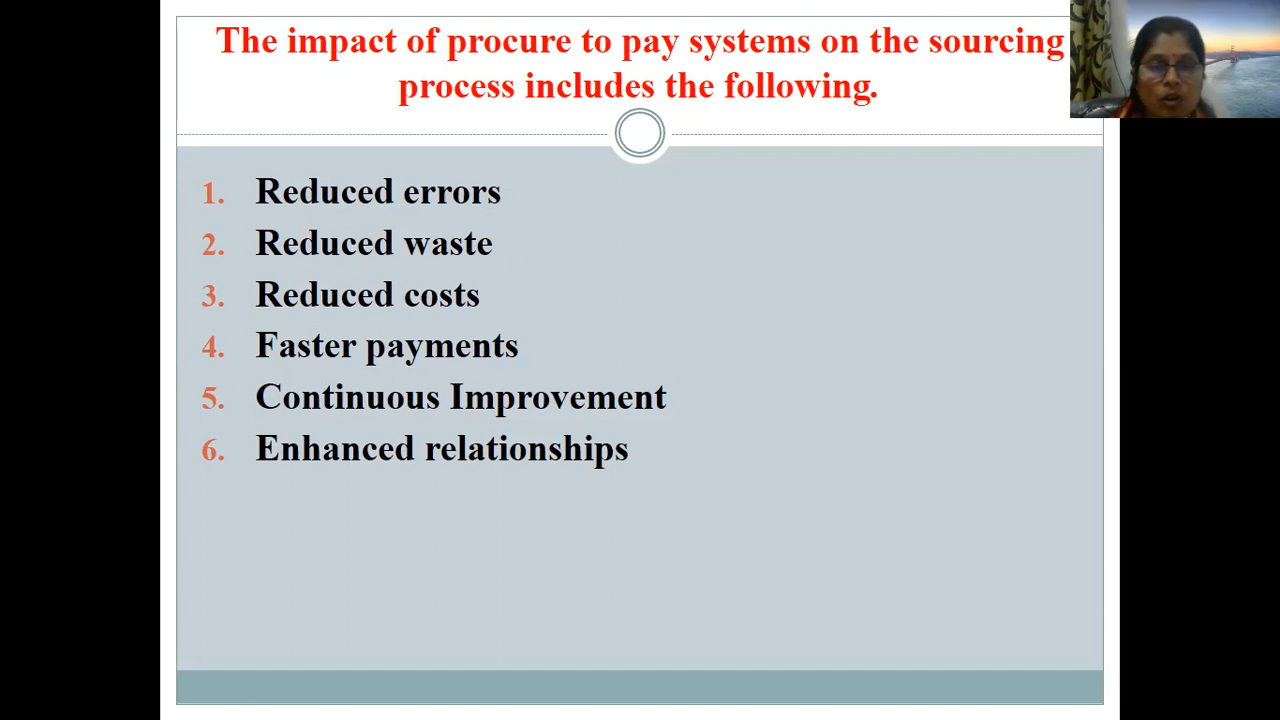 The impact of procure to pay systems on the sourcing
process includes the following.
1. Reduced errors
2. Reduced waste
3. Reduced costs
4. Faster payments
5. Continuous Improvement
6. Enhanced relationships